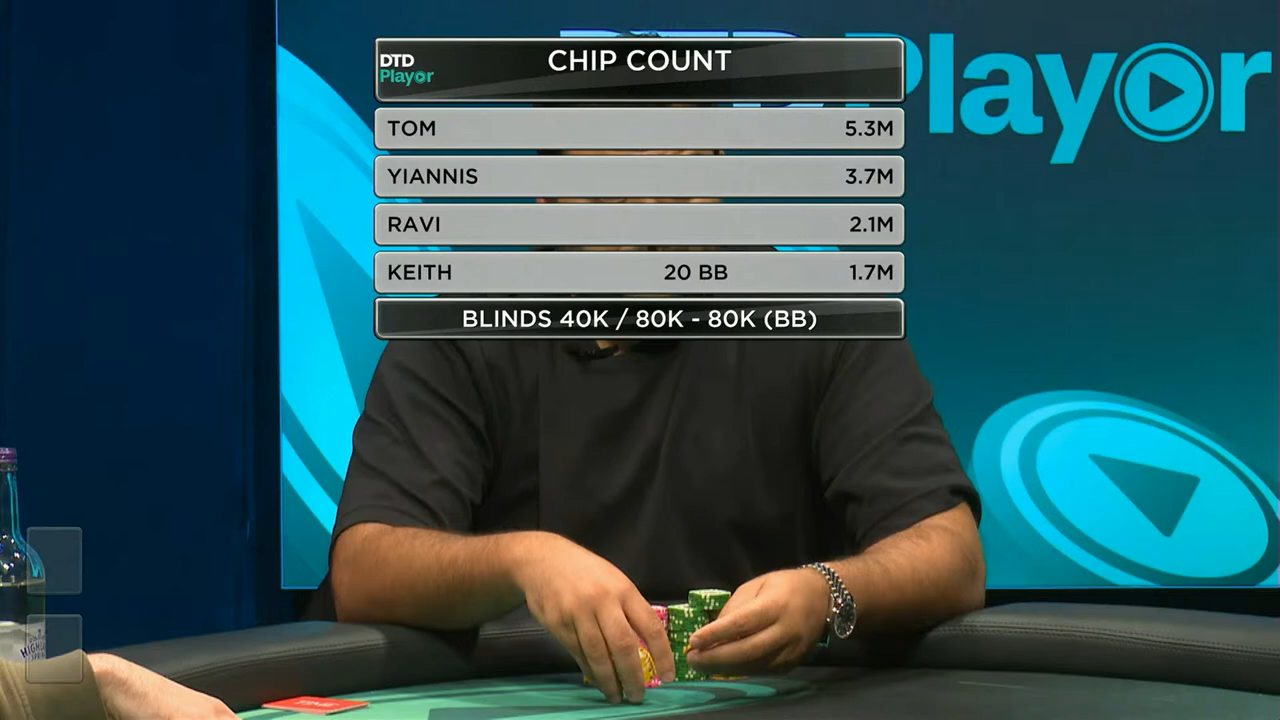 DTD
Playor
CHIP COUNT
Playor
TOM 5.3M
YIANNIS 3.7M
RAVI 2.1M
KEITH 20 BB 1.7M
BLINDS 40K / 80K - 80K (BB)
TIME